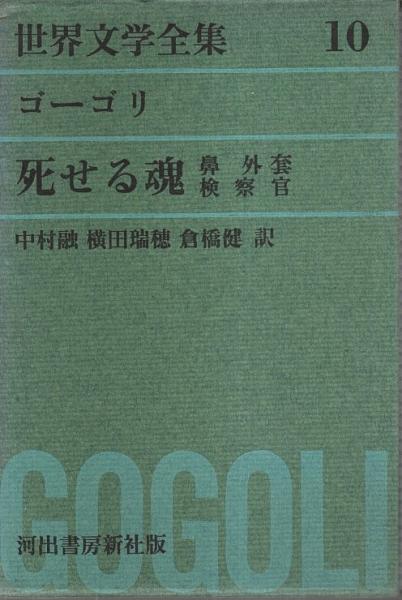 世界文学全集 10
ゴーゴリ
死せる魂 鼻 外套
検察官
中村融 横田瑞穂 倉橋健 訳
GOGOLI
河出書房新社版